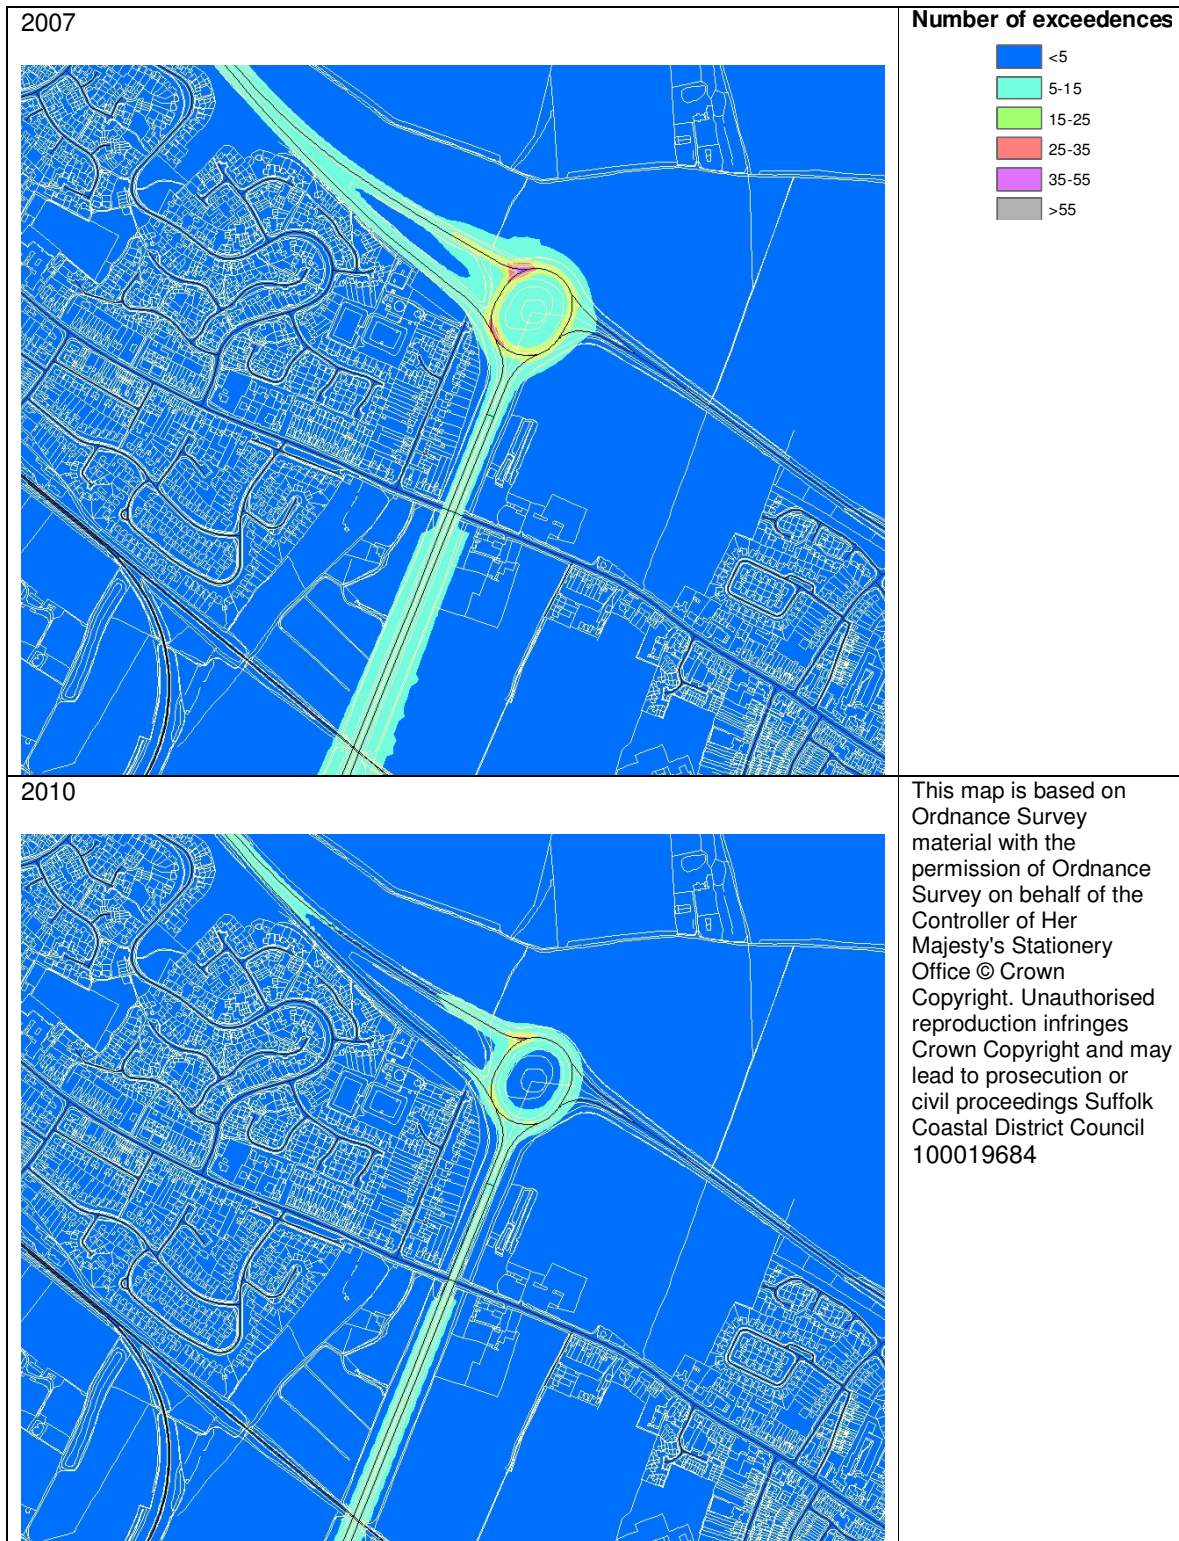 2007
Number of exceedences
<5
5-15
15-25
25-35
35-55
>55
2010
This map is based on
Ordnance Survey
material with the
permission of Ordnance
Survey on behalf of the
Controller of Her
Majesty's Stationery
Office © Crown
Copyright. Unauthorised
reproduction infringes
Crown Copyright and may
lead to prosecution or
civil proceedings Suffolk
Coastal District Council
100019684